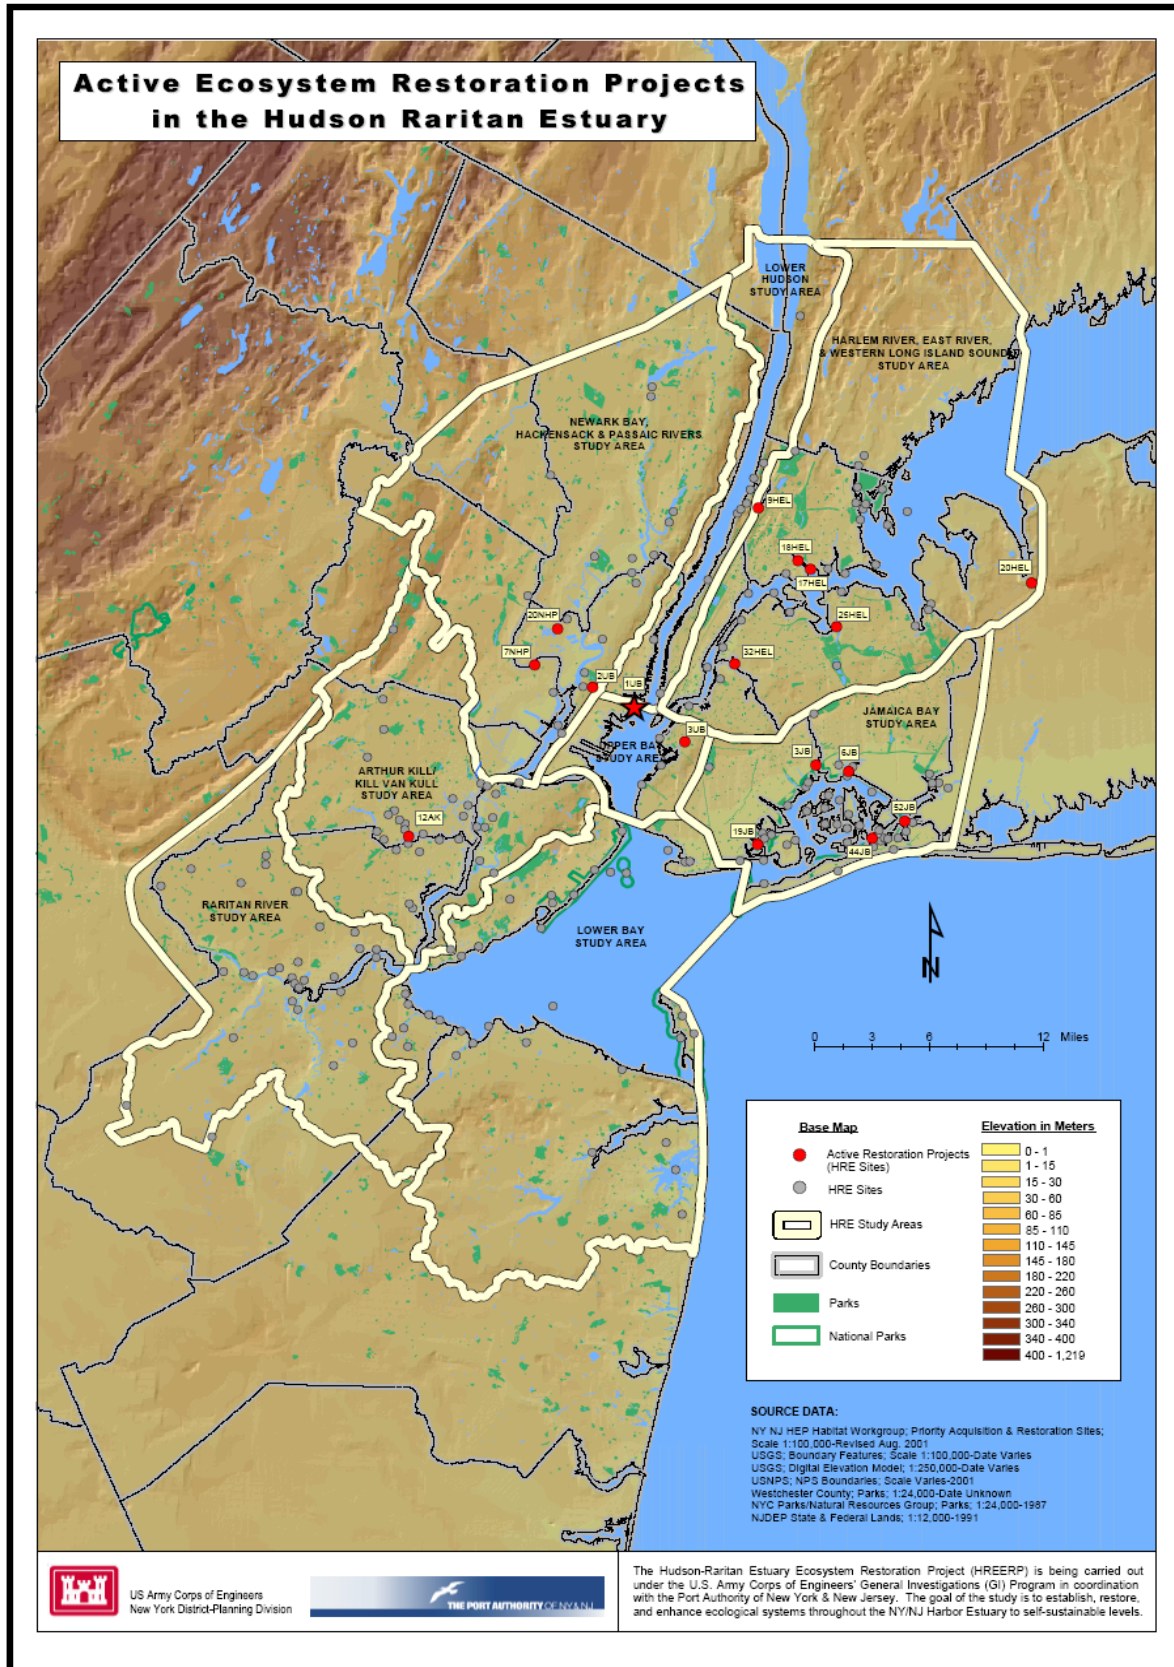 Active Ecosystem Restoration Projects
in the Hudson Raritan Estuary
LOWER
HUDSON
STUDY AREA
HARLEM RIVER, EAST RIVER,
& WESTERN LONG ISLAND SOUND
STUDY AREA
NEWARK BAY,
HACKENSACK & PASSAIC RIVERS
STUDY AREA
9HEL
18HEL
17HEL
20HEL
25HEL
20NHP
7NHP
32HEL
2UB
1UB
3UB
UPPER BAY
STUDY AREA
JAMAICA BAY
STUDY AREA
3JB
6JB
ARTHUR KILL/
KILL VAN KULL
STUDY AREA
12AK
52JB
19JB
44JB
RARITAN RIVER
STUDY AREA
LOWER BAY
STUDY AREA
N
0 3 6 12 Miles
Base Map
Active Restoration Projects
(HRE Sites)
HRE Sites
HRE Study Areas
County Boundaries
Parks
National Parks
Elevation in Meters
0 - 1
1 - 15
15 - 30
30 - 60
60 - 85
85 - 110
110 - 145
145 - 180
180 - 220
220 - 260
260 - 300
300 - 340
340 - 400
400 - 1,219
SOURCE DATA:
NY NJ HEP Habitat Workgroup; Priority Acquisition & Restoration Sites;
Scale 1:100,000-Revised Aug. 2001
USGS; Boundary Features; Scale 1:100,000-Date Varies
USGS; Digital Elevation Model; 1:250,000-Date Varies
USNPS; NPS Boundaries; Scale Varies-2001
Westchester County; Parks; 1:24,000-Date Unknown
NYC Parks/Natural Resources Group; Parks; 1:24,000-1987
NJDEP State & Federal Lands; 1:12,000-1991
US Army Corps of Engineers
New York District-Planning Division
THE PORT AUTHORITY OF NY & NJ
The Hudson-Raritan Estuary Ecosystem Restoration Project (HREERP) is being carried out
under the U.S. Army Corps of Engineers' General Investigations (GI) Program in coordination
with the Port Authority of New York & New Jersey. The goal of the study is to establish, restore,
and enhance ecological systems throughout the NY/NJ Harbor Estuary to self-sustainable levels.